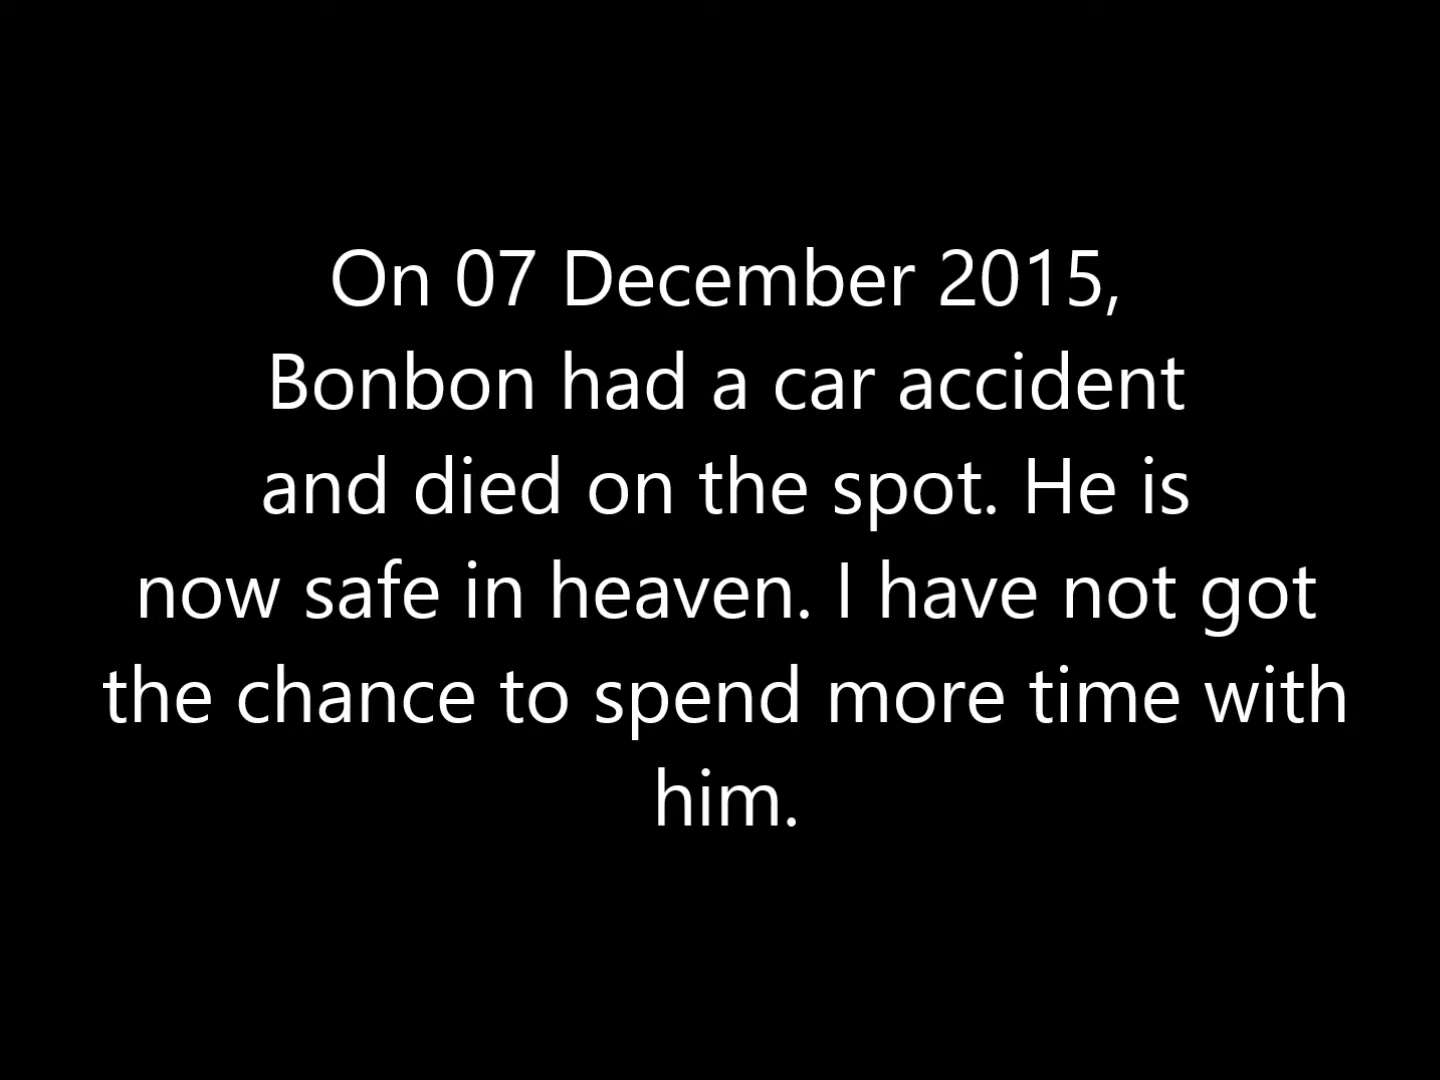 On 07 December 2015,
Bonbon had a car accident
and died on the spot. He is
now safe in heaven. I have not got
the chance to spend more time with
him.